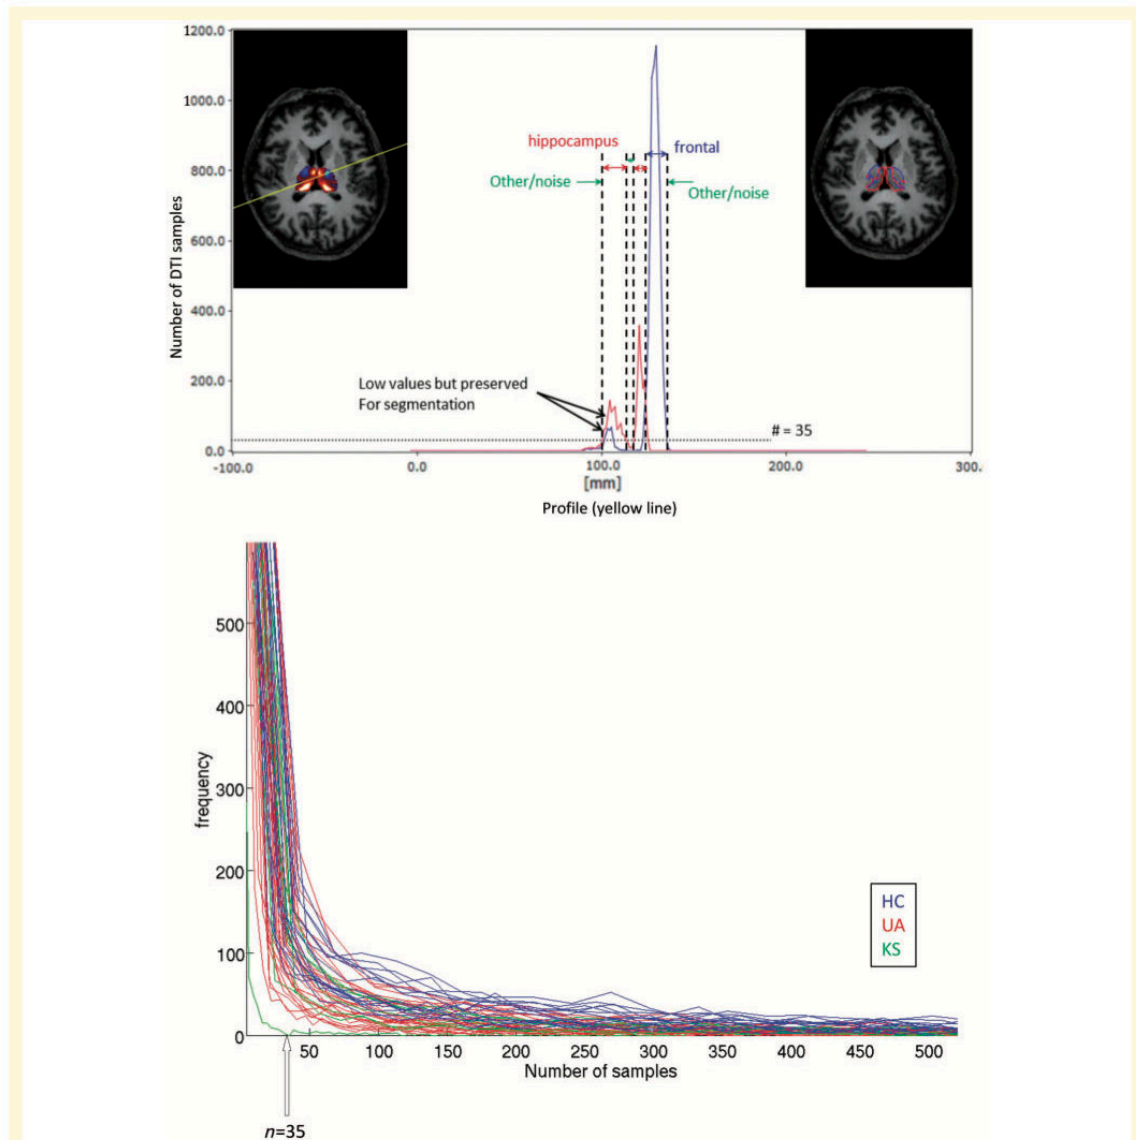 1200.0
1000.0
800.0
600.0
400.0
200.0
0.0
Number of DTI samples
hippocampus
frontal
Other/noise
Other/noise
Low values but preserved
For segmentation
# = 35
-100.0
0.0
100.0
200.0
300.
[mm]
Profile (yellow line)
500
400
300
200
100
0
frequency
HC
UA
KS
50
100
150
200
250
300
350
400
450
500
Number of samples
n=35